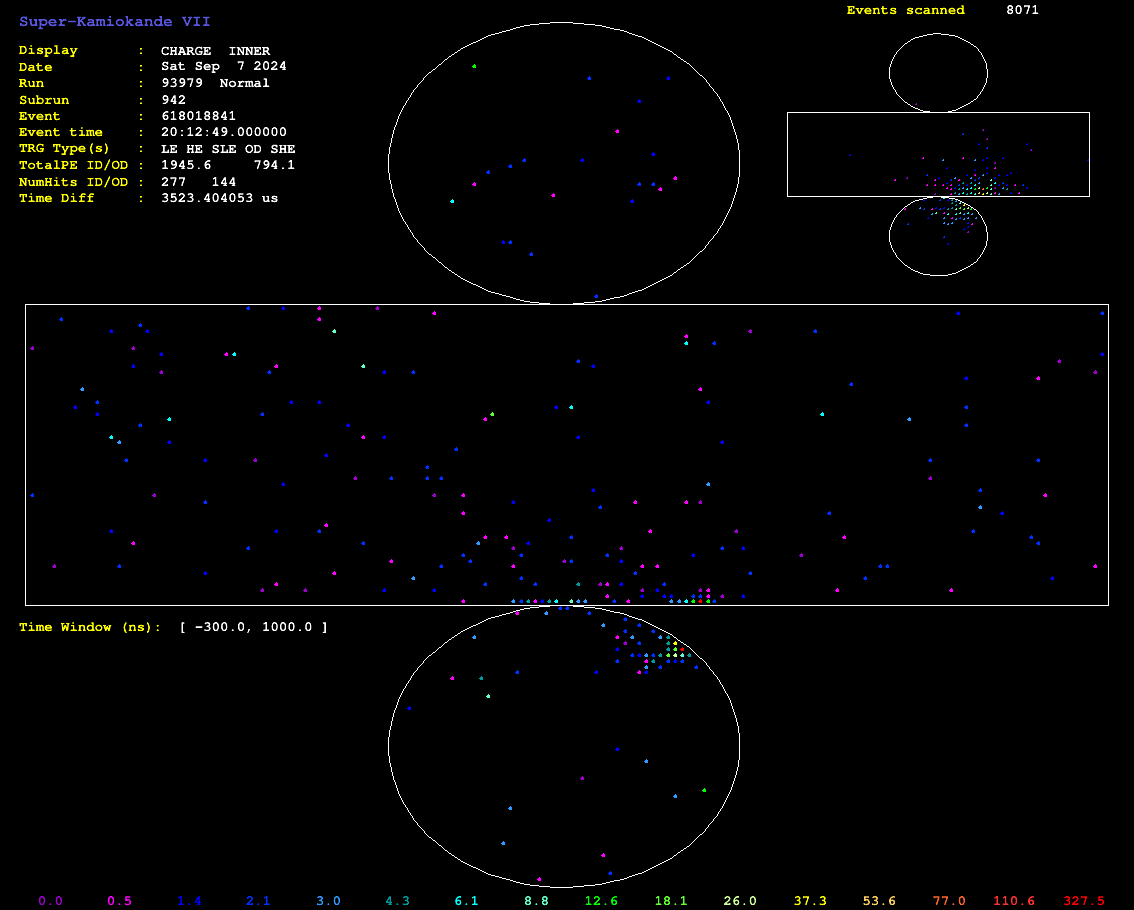 Super-Kamiokande VII
Events scanned 8071
Display : CHARGE INNER
Date : Sat Sep 7 2024
Run : 93979 Normal
Subrun : 942
Event : 618018841
Event time : 20:12:49.000000
TRG Type(s) : LE HE SLE OD SHE
TotalPE ID/OD : 1945.6 794.1
NumHits ID/OD : 277 144
Time Diff : 3523.404053 us
Time Window (ns): [ -300.0, 1000.0 ]
0.0 0.5 1.4 2.1 3.0 4.3 6.1 8.8 12.6 18.1 26.0 37.3 53.6 77.0 110.6 327.5